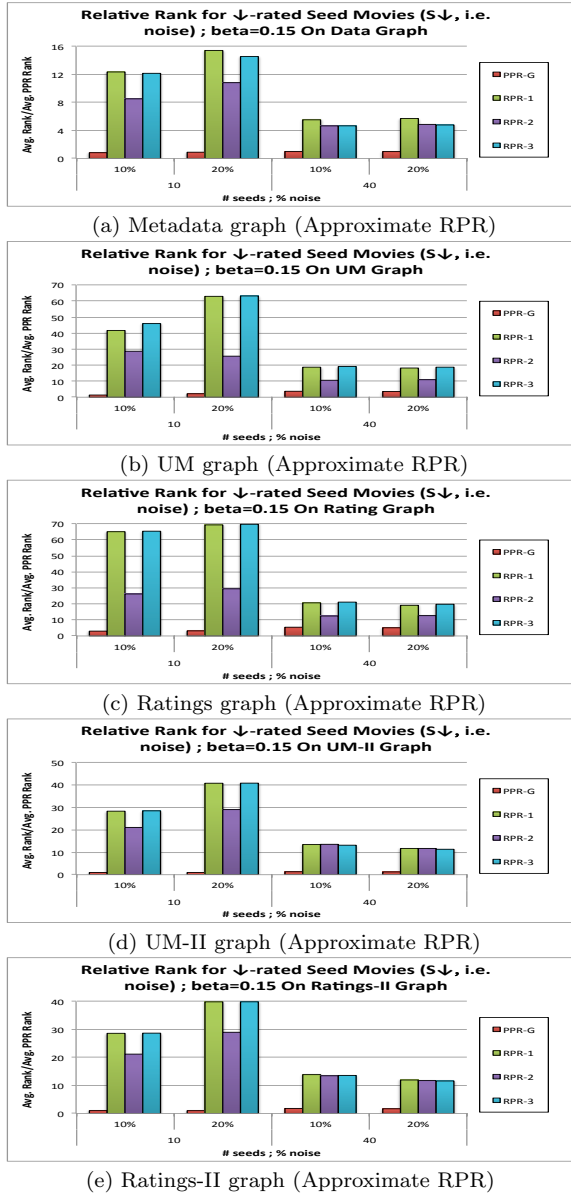 Relative Rank for ↓-rated Seed Movies (S↓, i.e.
noise) ; beta=0.15 On Data Graph
Avg. Rank/Avg. PPR Rank
16
12
8
4
0
10% 20% 10% 20%
10 40
# seeds ; % noise
PPR-G
RPR-1
RPR-2
RPR-3
(a) Metadata graph (Approximate RPR)
Relative Rank for ↓-rated Seed Movies (S↓, i.e.
noise) ; beta=0.15 On UM Graph
Avg. Rank/Avg. PPR Rank
70
60
50
40
30
20
10
0
10% 20% 10% 20%
10 40
# seeds ; % noise
PPR-G
RPR-1
RPR-2
RPR-3
(b) UM graph (Approximate RPR)
Relative Rank for ↓-rated Seed Movies (S↓, i.e.
noise) ; beta=0.15 On Rating Graph
Avg. Rank/Avg. PPR Rank
70
60
50
40
30
20
10
0
10% 20% 10% 20%
10 40
# seeds ; % noise
PPR-G
RPR-1
RPR-2
RPR-3
(c) Ratings graph (Approximate RPR)
Relative Rank for ↓-rated Seed Movies (S↓, i.e.
noise) ; beta=0.15 On UM-II Graph
Avg. Rank/Avg. PPR Rank
50
40
30
20
10
0
10% 20% 10% 20%
10 40
# seeds ; % noise
PPR-G
RPR-1
RPR-2
RPR-3
(d) UM-II graph (Approximate RPR)
Relative Rank for ↓-rated Seed Movies (S↓, i.e.
noise) ; beta=0.15 On Ratings-II Graph
Avg. Rank/Avg. PPR Rank
40
30
20
10
0
10% 20% 10% 20%
10 40
# seeds ; % noise
PPR-G
RPR-1
RPR-2
RPR-3
(e) Ratings-II graph (Approximate RPR)